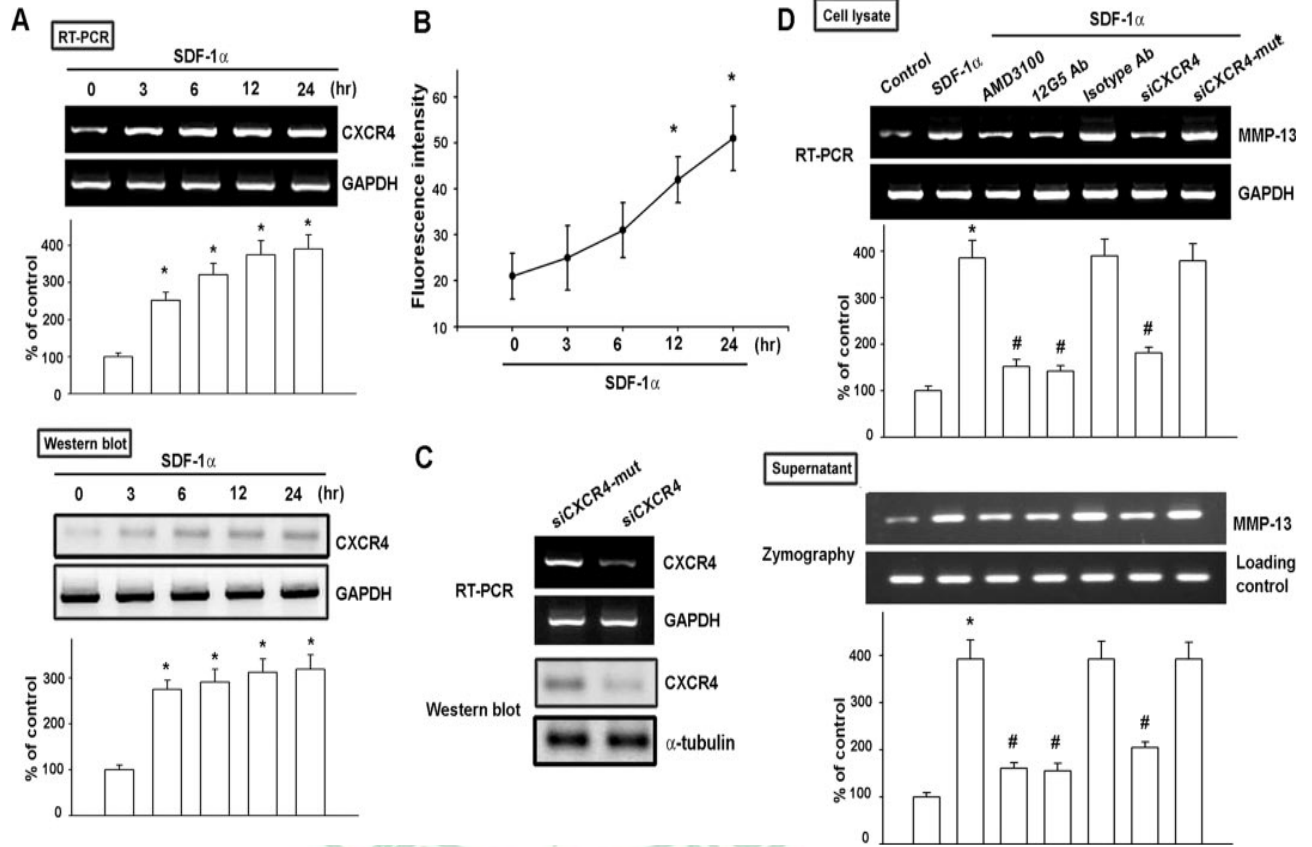 A
RT-PCR
SDF-1α
0 3 6 12 24 (hr)
CXCR4
GAPDH
% of control
400
300
200
100
0
*
*
*
*
Western blot
SDF-1α
0 3 6 12 24 (hr)
CXCR4
GAPDH
% of control
300
200
100
0
*
*
*
*
B
Fluorescence intensity
60
50
40
30
20
10
*
*
0 3 6 12 24 (hr)
SDF-1α
C
siCXCR4-mut
siCXCR4
RT-PCR
CXCR4
GAPDH
Western blot
CXCR4
α-tubulin
D
Cell lysate
SDF-1α
Control
SDF-1α
AMD3100
12G5 Ab
Isotype Ab
siCXCR4
siCXCR4-mut
RT-PCR
MMP-13
GAPDH
% of control
400
300
200
100
0
*
# # #
Supernatant
Zymography
MMP-13
Loading
control
% of control
400
300
200
100
0
*
# # #